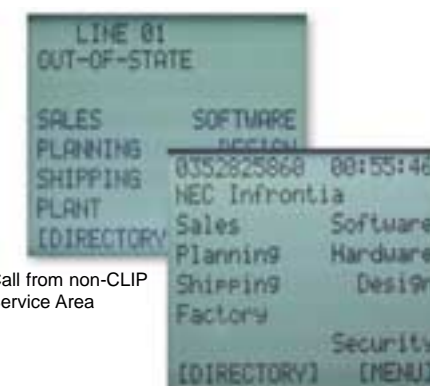 LINE 01
OUT-OF-STATE
SALES SOFTWARE
PLANNING DESIGN
SHIPPING
PLANT
[DIRECTORY
0352825860 00:55:46
NEC Infrontia
Sales Software
Planning Hardware
Shipping Design
Factory
Security
[DIRECTORY] [MENU]
Call from non-CLIP
Service Area